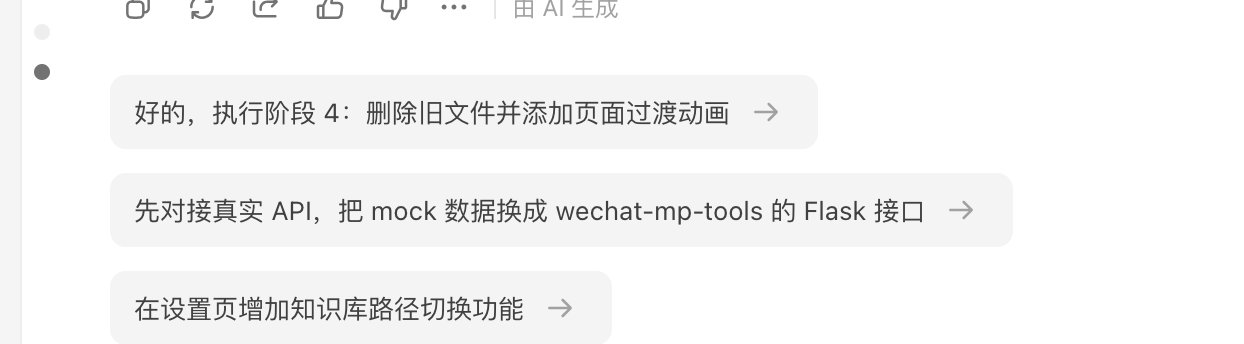 由 AI 生成
好的，执行阶段 4：删除旧文件并添加页面过渡动画 →
先对接真实 API，把 mock 数据换成 wechat-mp-tools 的 Flask 接口 →
在设置页增加知识库路径切换功能 →